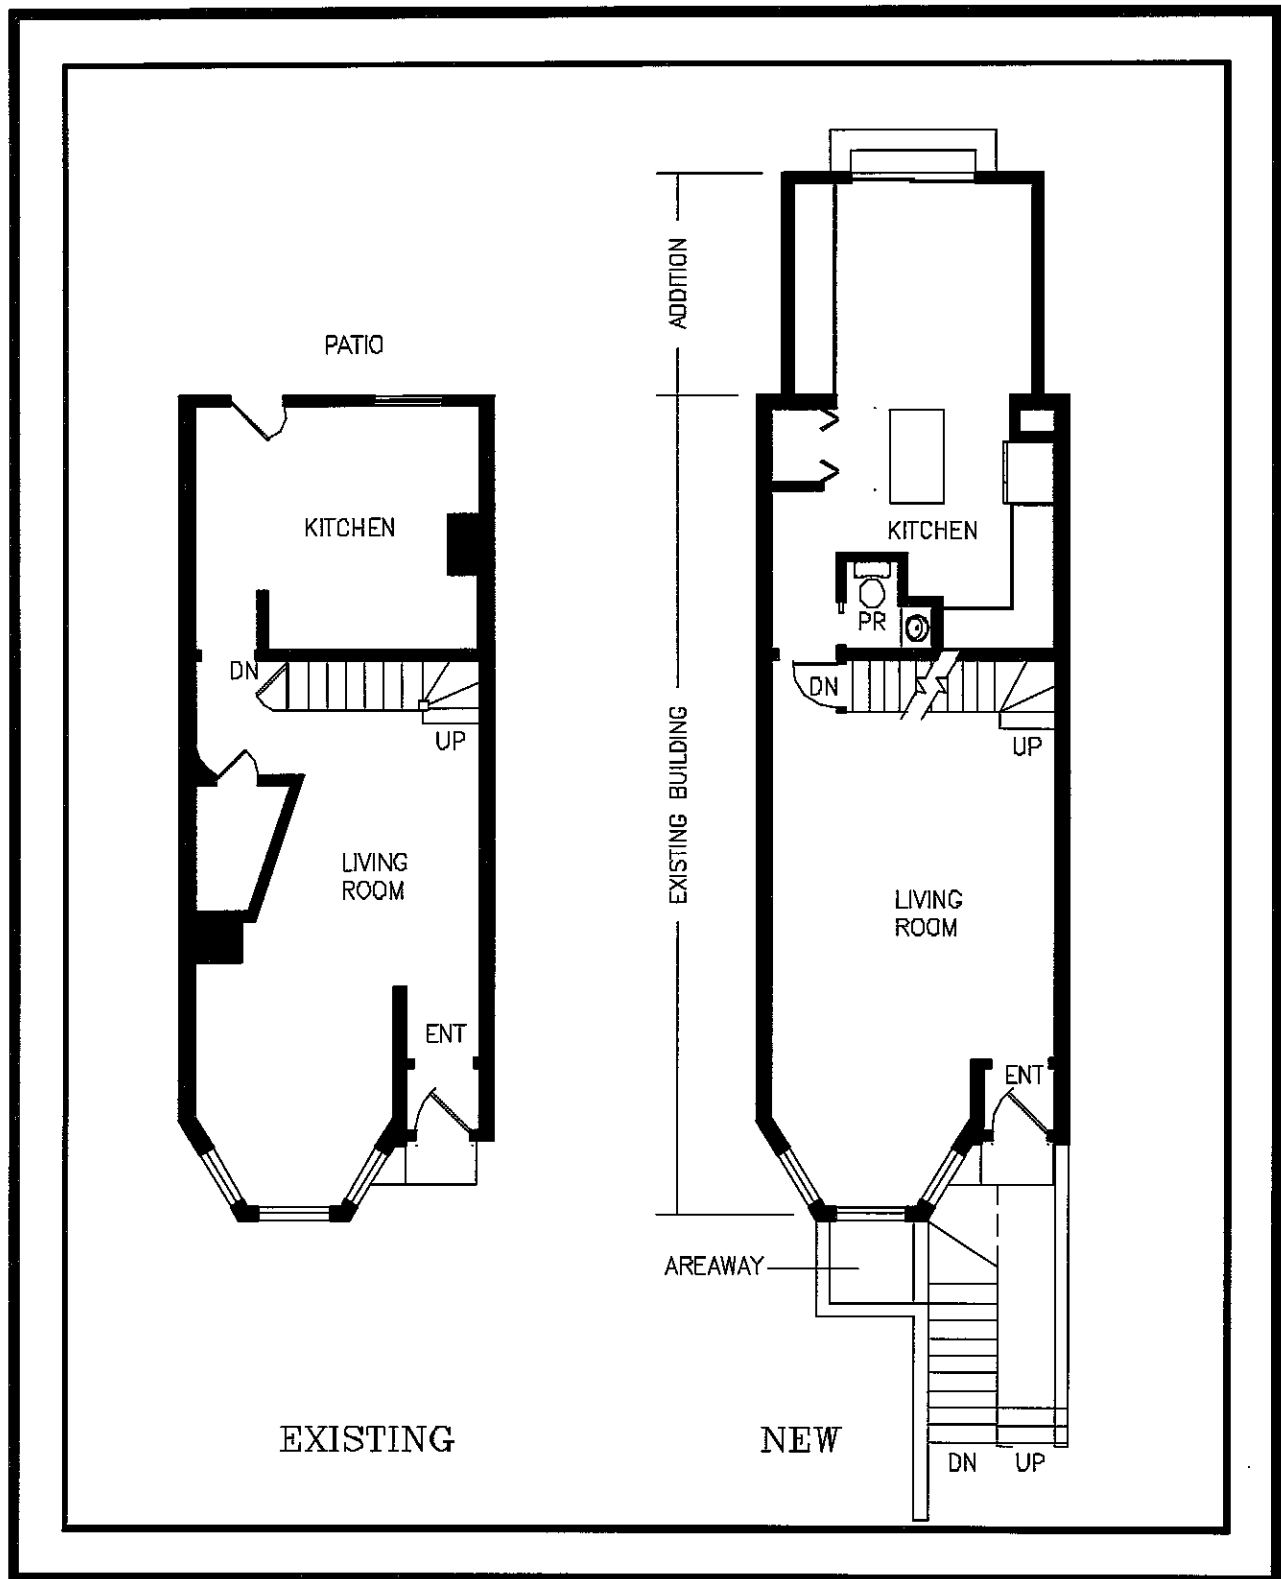 PATIO
KITCHEN
DN
UP
LIVING
ROOM
ENT
EXISTING
ADDITION
EXISTING BUILDING
KITCHEN
PR
DN
UP
LIVING
ROOM
ENT
AREAWAY
DN
UP
NEW